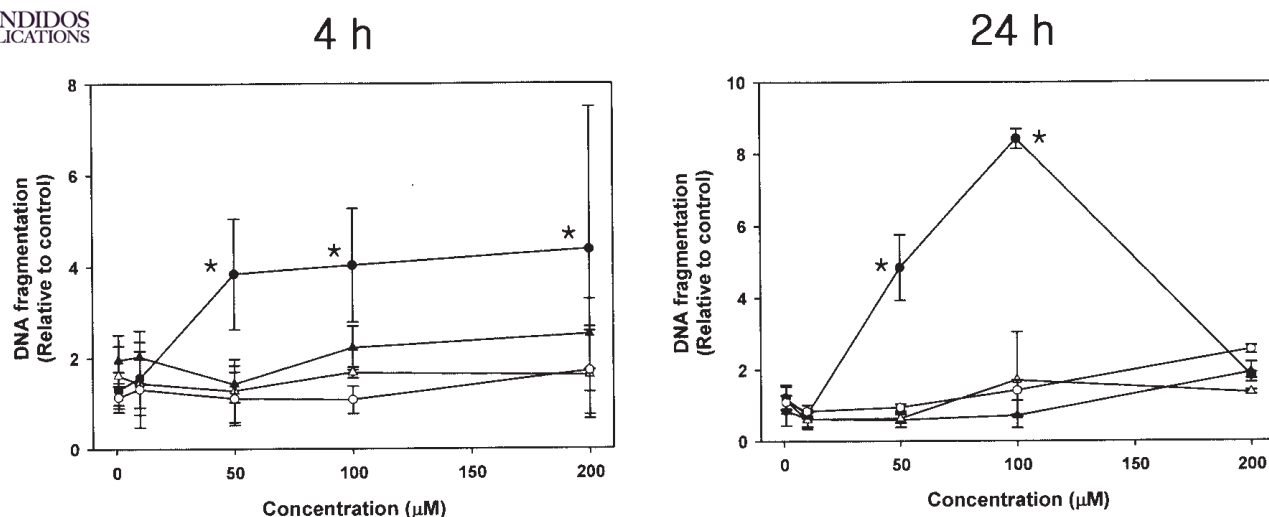 NDIDOS
LICATIONS
4 h
24 h
8
6
4
2
0
DNA fragmentation
(Relative to control)
*
*
*
0
50
100
150
200
Concentration (μM)
10
8
6
4
2
0
DNA fragmentation
(Relative to control)
*
*
0
50
100
150
200
Concentration (μM)